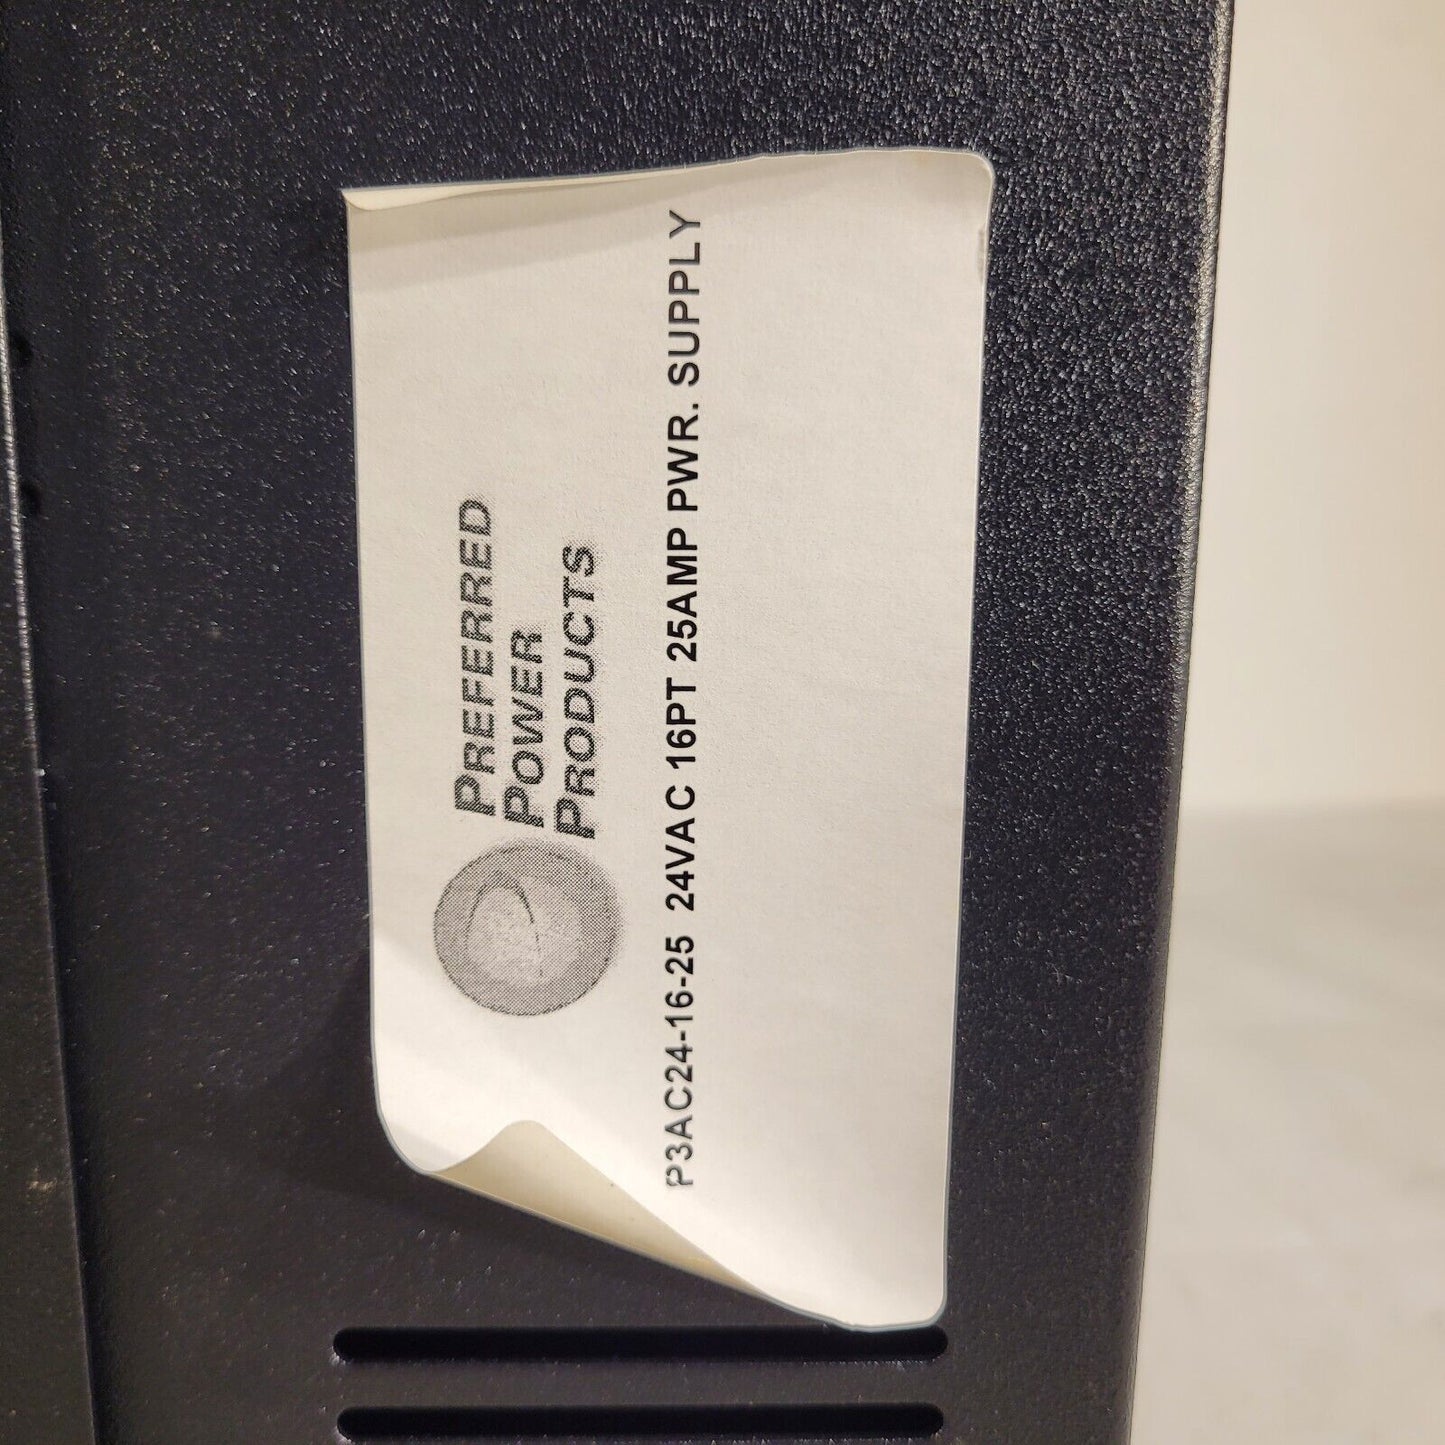 PREFERRED
POWER
PRODUCTS
P3AC24-16-25 24VAC 16PT 25AMP PWR. SUPPLY